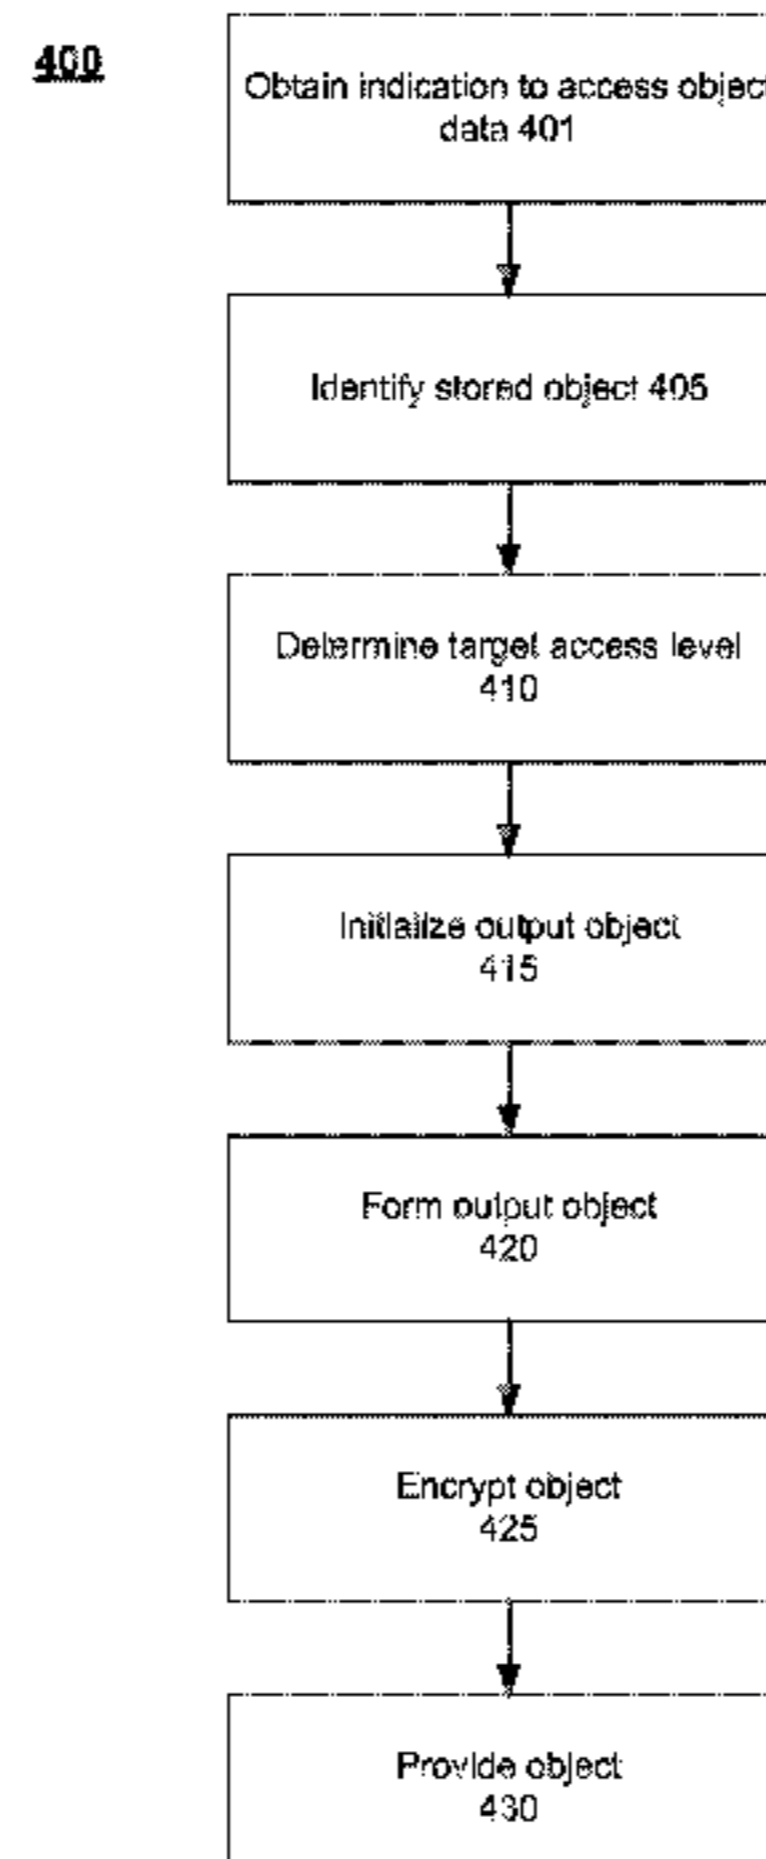 400
Obtain indication to access object
data 401
Identify stored object 405
Determine target access level
410
Initialize output object
415
Form output object
420
Encrypt object
425
Provide object
430